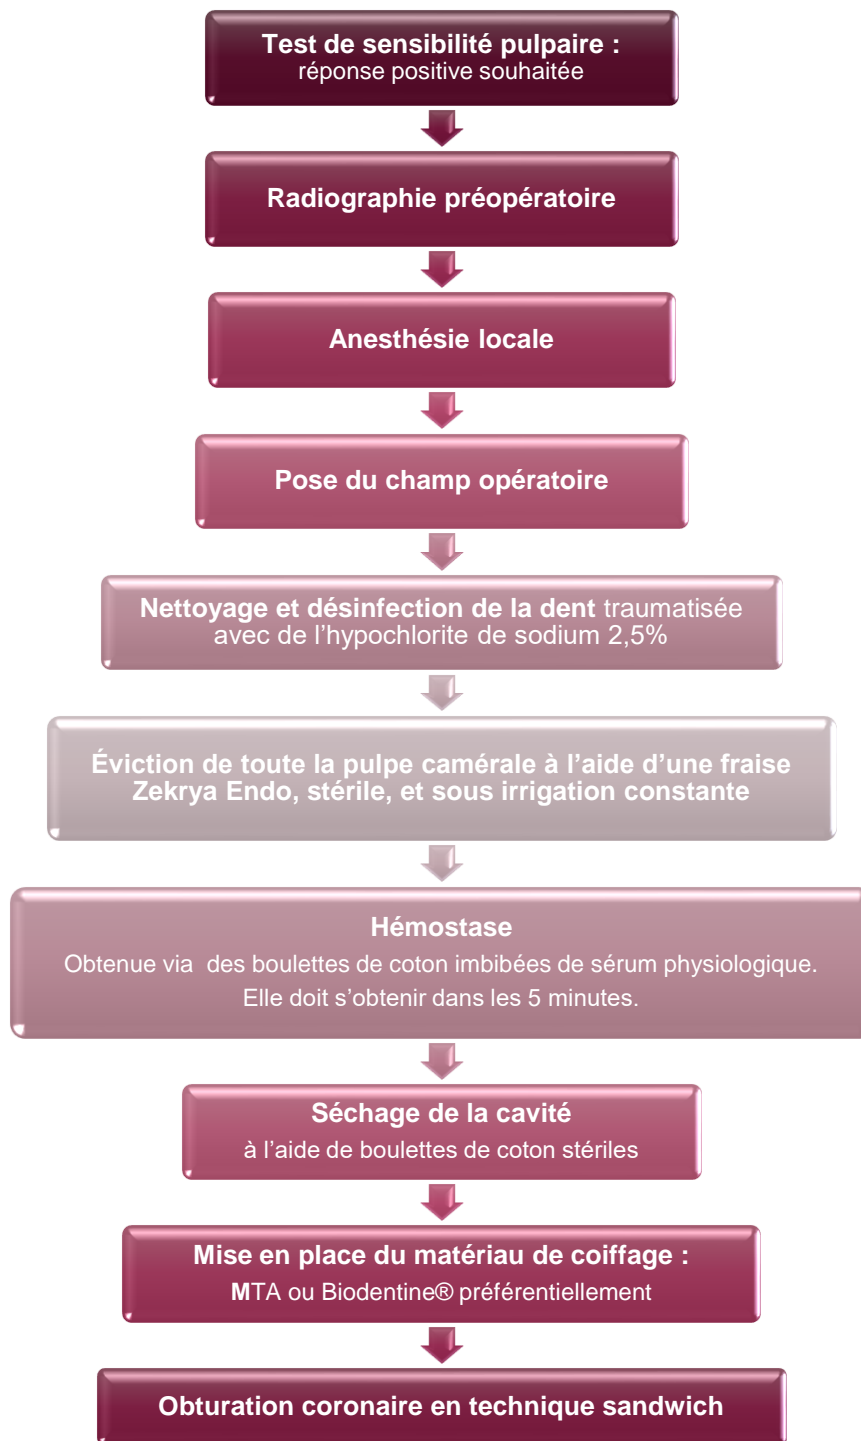 Test de sensibilité pulpaire :
réponse positive souhaitée
Radiographie préopératoire
Anesthésie locale
Pose du champ opératoire
Nettoyage et désinfection de la dent traumatisée
avec de l’hypochlorite de sodium 2,5%
Éviction de toute la pulpe camérale à l’aide d’une fraise
Zekrya Endo, stérile, et sous irrigation constante
Hémostase
Obtenue via des boulettes de coton imbibées de sérum physiologique.
Elle doit s’obtenir dans les 5 minutes.
Séchage de la cavité
à l’aide de boulettes de coton stériles
Mise en place du matériau de coiffage :
MTA ou Biodentine® préférentiellement
Obturation coronaire en technique sandwich